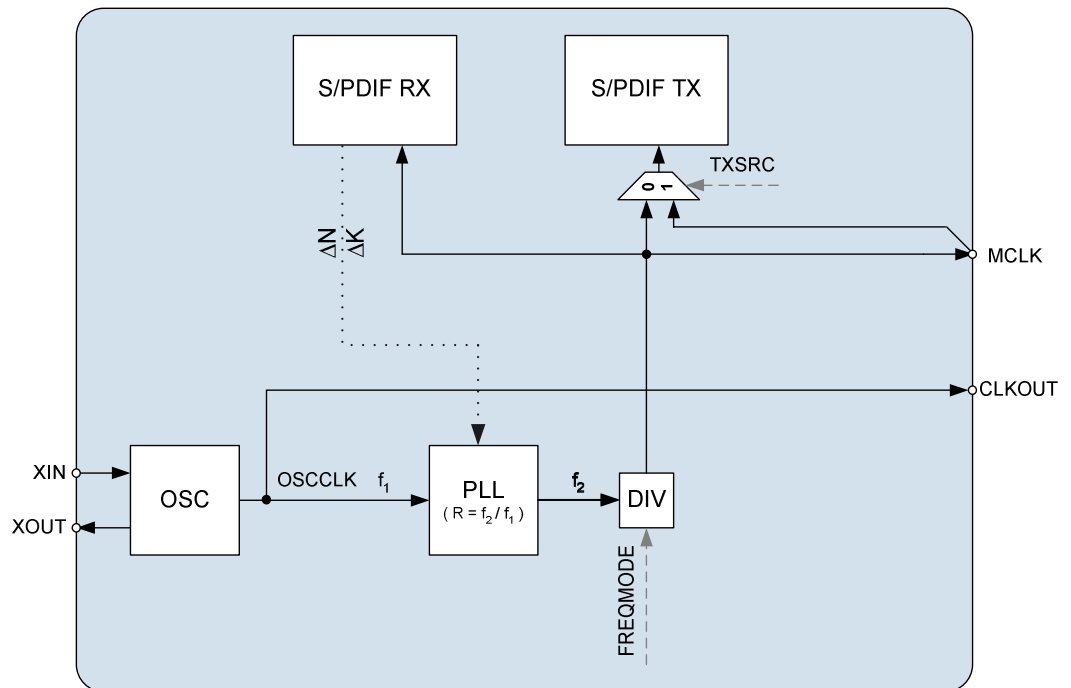 S/PDIF RX
S/PDIF TX
TXSRC
0
1
ΔN
ΔK
MCLK
CLKOUT
XIN
XOUT
OSC
OSCCLK f₁
PLL
( R = f₂ / f₁ )
f₂
DIV
FREQMODE